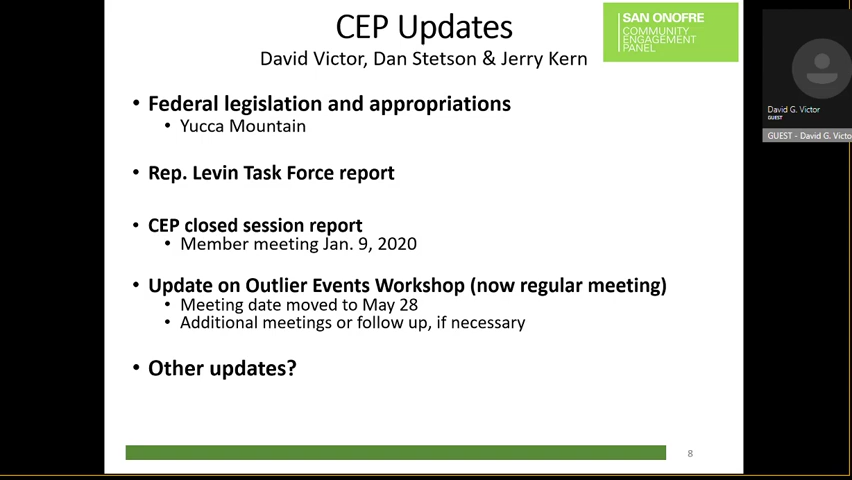 CEP Updates
David Victor, Dan Stetson & Jerry Kern
SAN ONOFRE
COMMUNITY
ENGAGEMENT
PANEL
• Federal legislation and appropriations
• Yucca Mountain
• Rep. Levin Task Force report
• CEP closed session report
• Member meeting Jan. 9, 2020
• Update on Outlier Events Workshop (now regular meeting)
• Meeting date moved to May 28
• Additional meetings or follow up, if necessary
• Other updates?
8
David G. Victor
GUEST
GUEST - David G. Victo